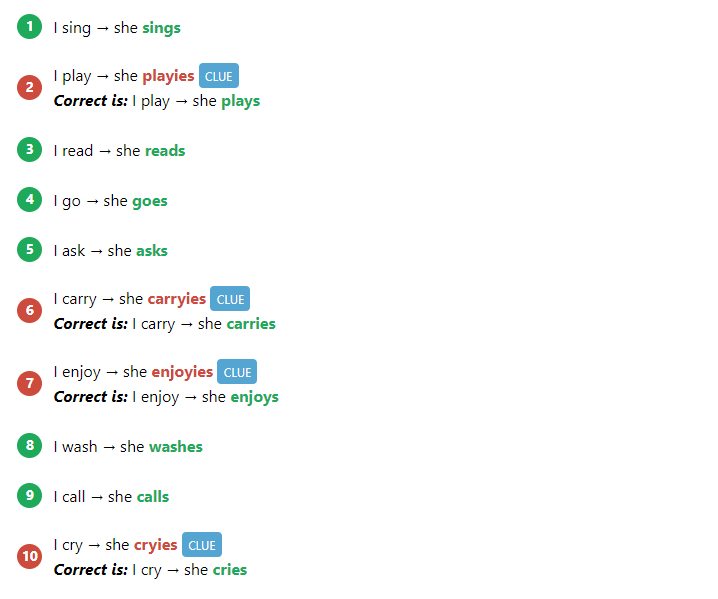 1 I sing → she sings
2 I play → she playies CLUE
Correct is: I play → she plays
3 I read → she reads
4 I go → she goes
5 I ask → she asks
6 I carry → she carryies CLUE
Correct is: I carry → she carries
7 I enjoy → she enjoyies CLUE
Correct is: I enjoy → she enjoys
8 I wash → she washes
9 I call → she calls
10 I cry → she cryies CLUE
Correct is: I cry → she cries